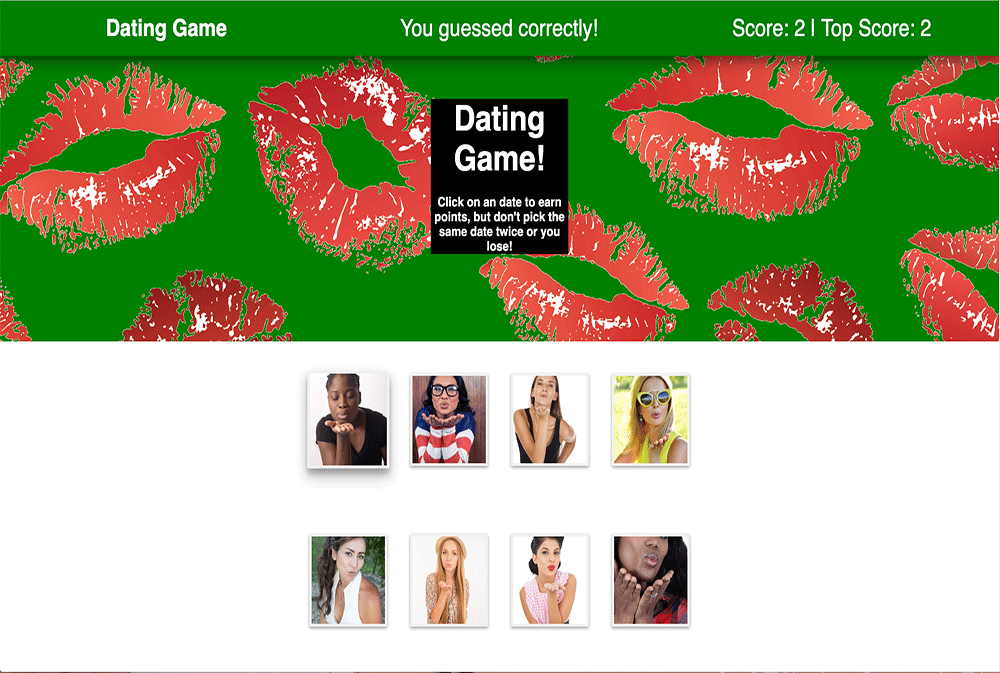 Dating Game
You guessed correctly!
Score: 2 | Top Score: 2
Dating
Game!
Click on an date to earn
points, but don't pick the
same date twice or you
lose!